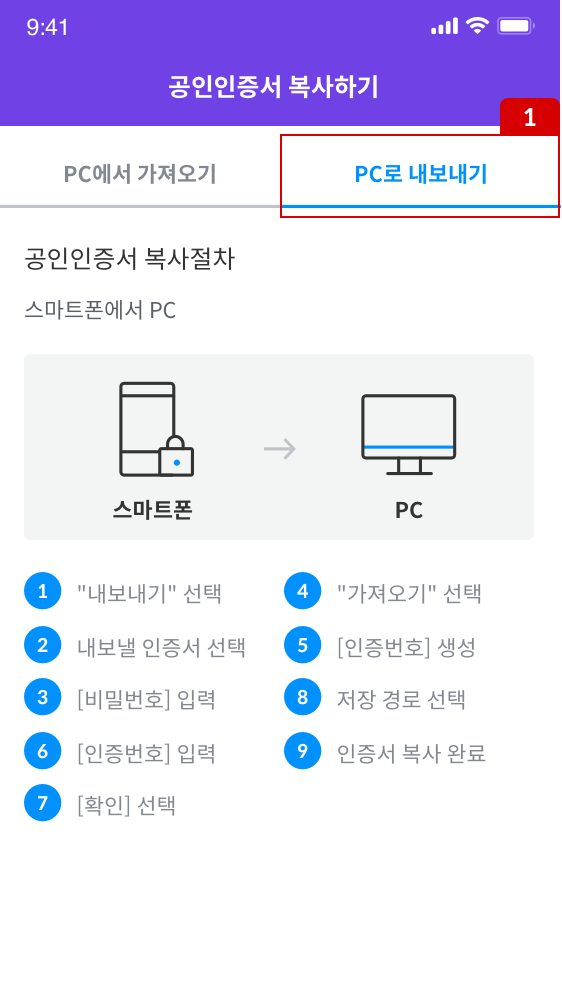 9:41
공인인증서 복사하기
1
PC에서 가져오기
PC로 내보내기
공인인증서 복사절차
스마트폰에서 PC
스마트폰
PC
1 "내보내기" 선택
4 "가져오기" 선택
2 내보낼 인증서 선택
5 [인증번호] 생성
3 [비밀번호] 입력
8 저장 경로 선택
6 [인증번호] 입력
9 인증서 복사 완료
7 [확인] 선택